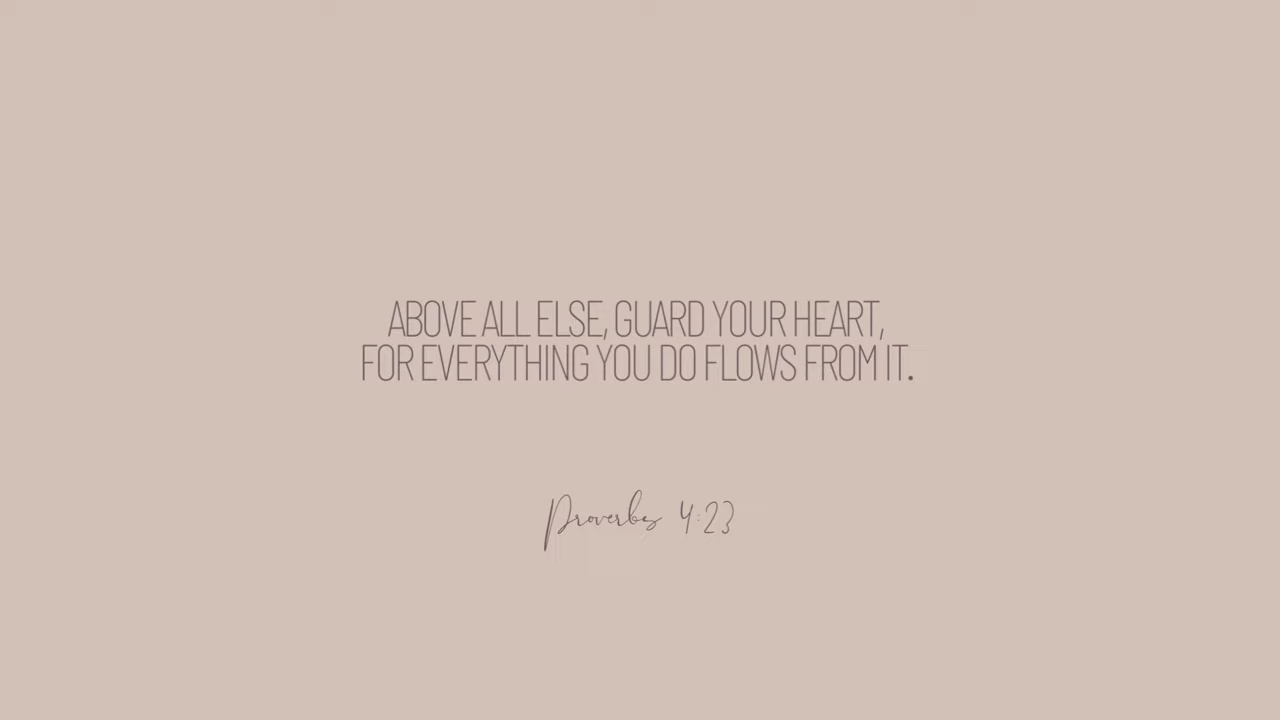 ABOVE ALL ELSE, GUARD YOUR HEART,
FOR EVERYTHING YOU DO FLOWS FROM IT.
Proverbs 4:23